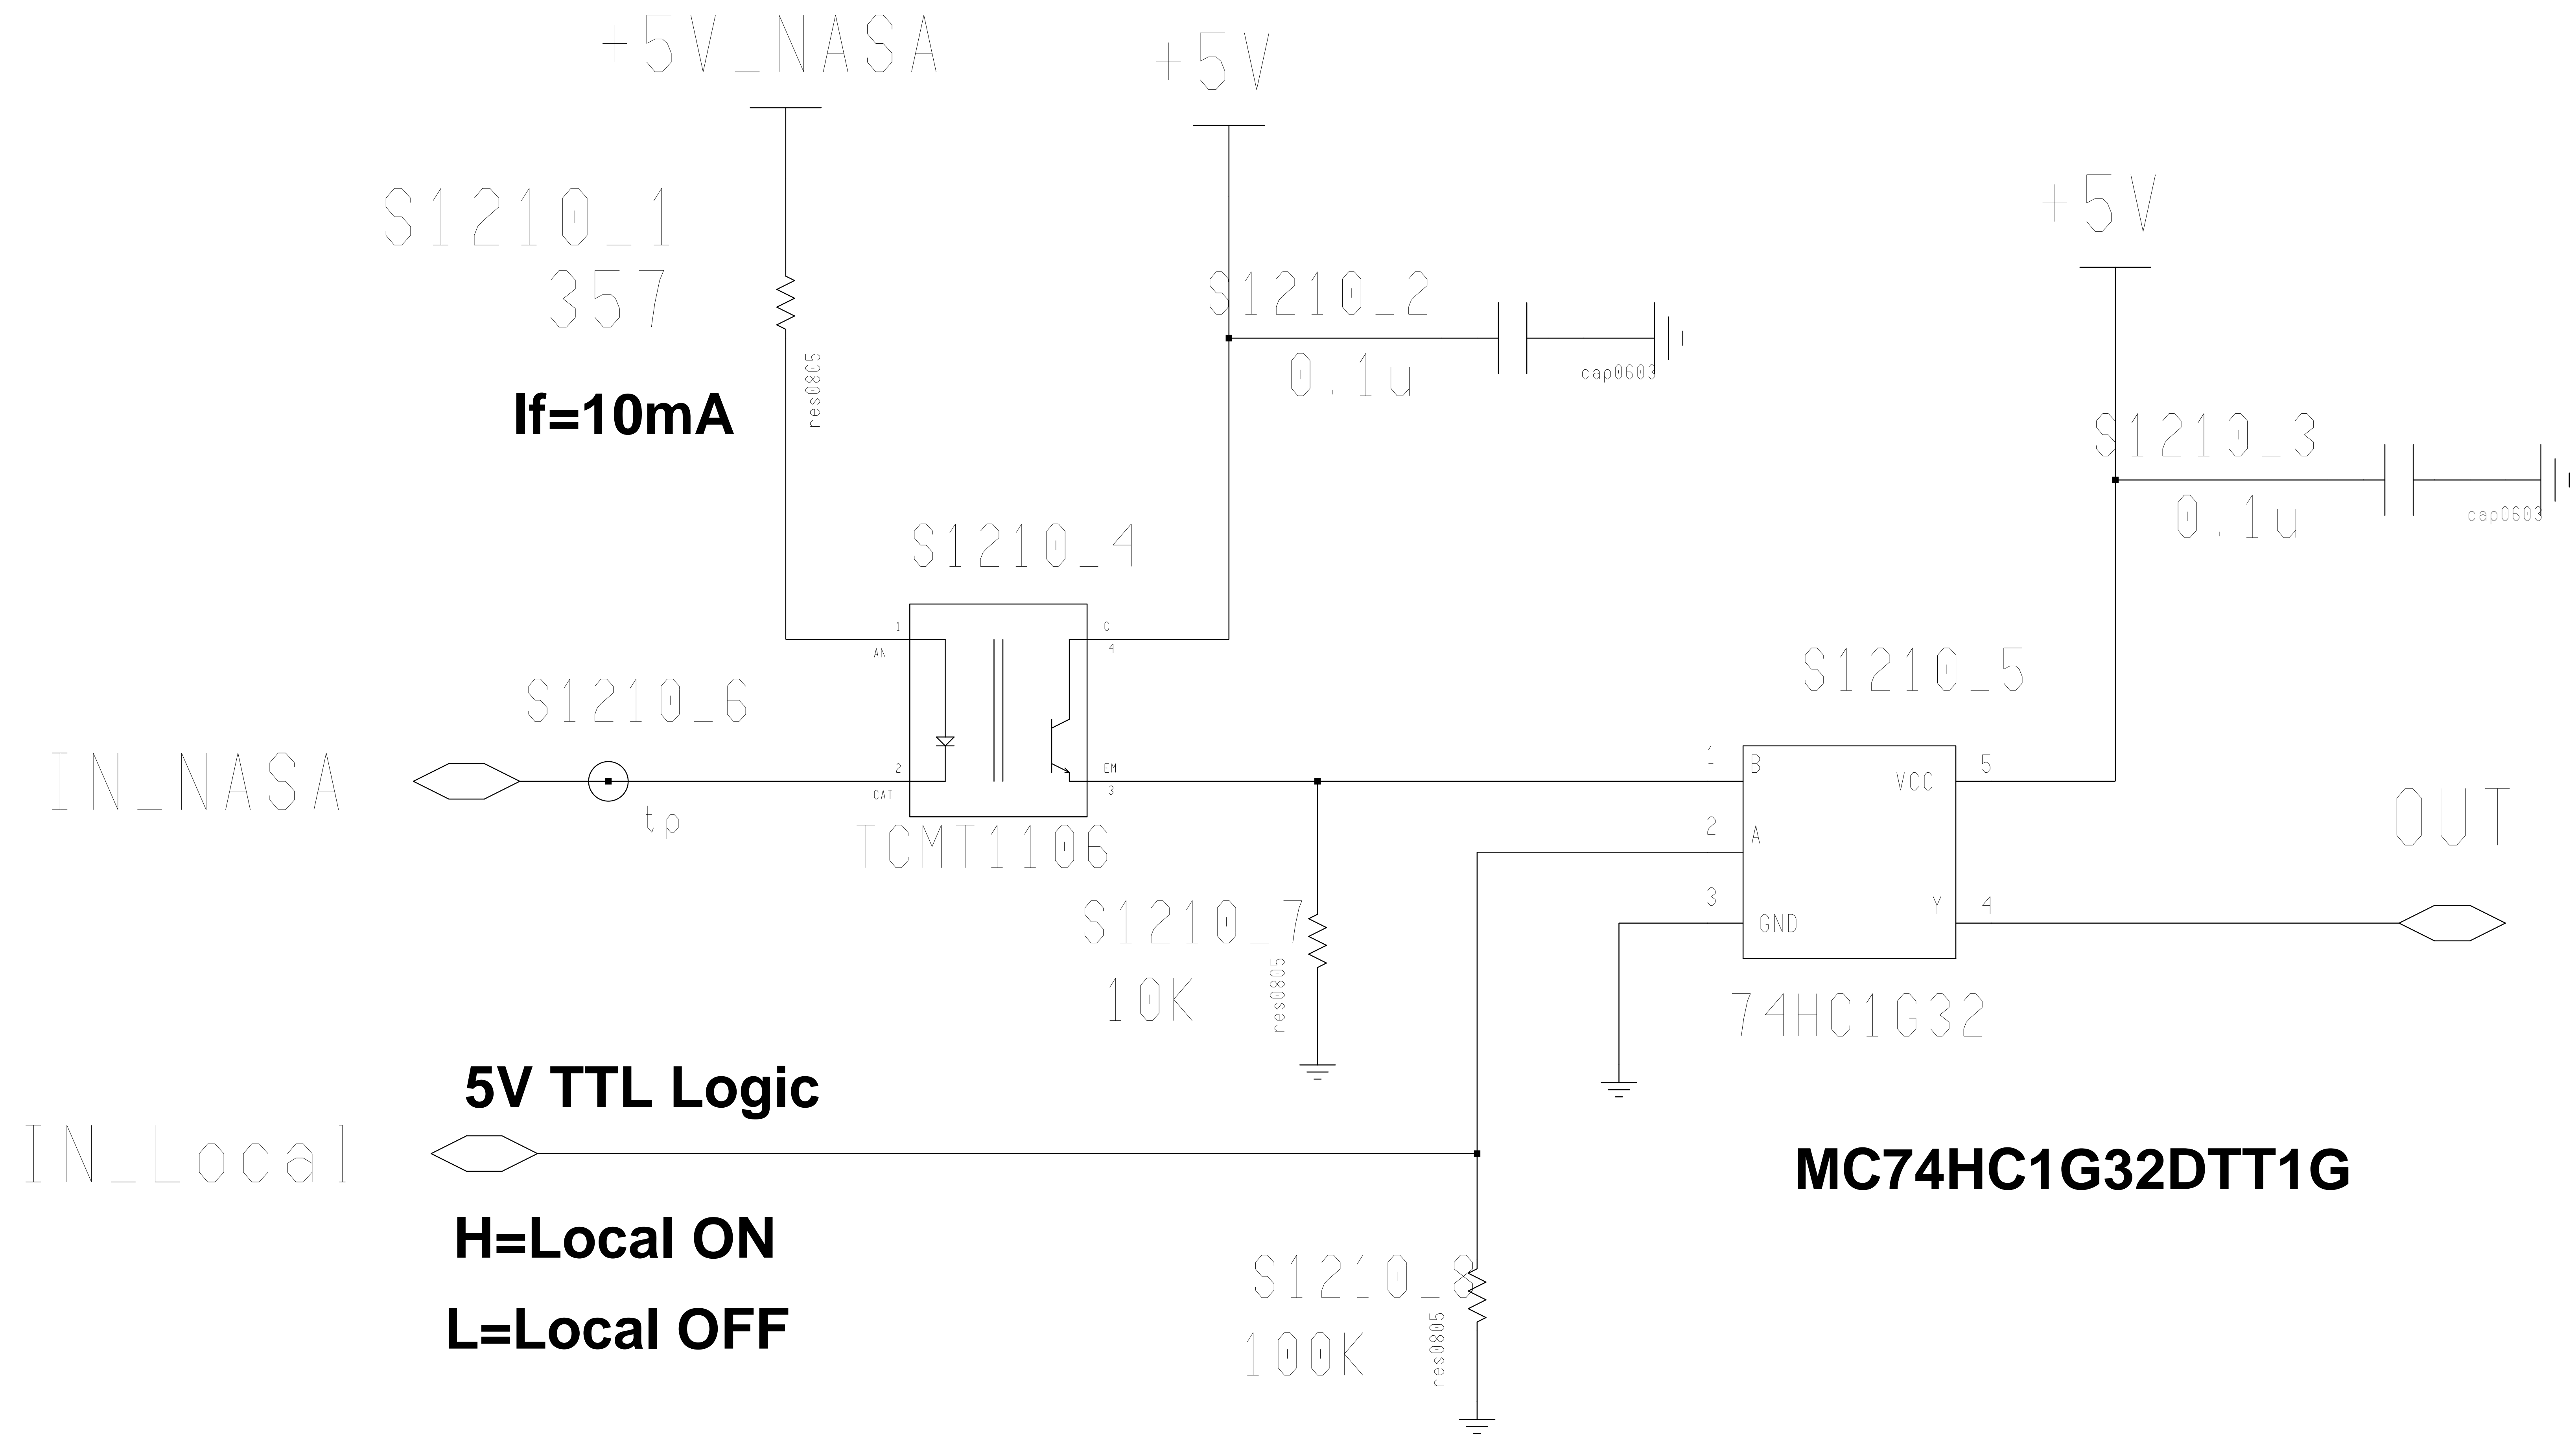 +5V_NASA
+5V
+5V
S1210_1
357
res0805
If=10mA
S1210_2
0.1u
cap0603
S1210_3
0.1u
cap0603
S1210_4
1
AN
C
4
2
CAT
EM
3
TCMT1106
S1210_6
IN_NASA
tp
S1210_5
1
B
VCC
5
2
A
3
GND
Y
4
74HC1G32
OUT
S1210_7
10K
res0805
5V TTL Logic
IN_Local
H=Local ON
L=Local OFF
MC74HC1G32DTT1G
S1210_8
100K
res0805